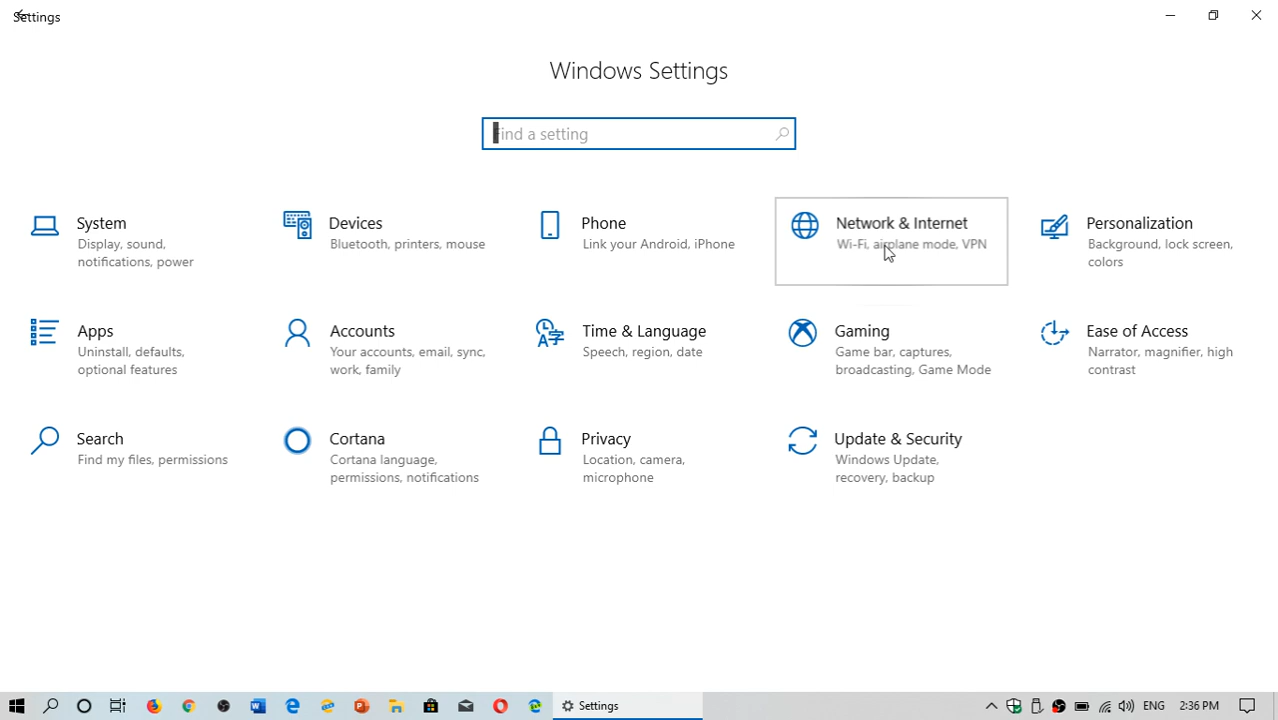 Settings
Windows Settings
Find a setting
System
Display, sound,
notifications, power
Devices
Bluetooth, printers, mouse
Phone
Link your Android, iPhone
Network & Internet
Wi-Fi, airplane mode, VPN
Personalization
Background, lock screen,
colors
Apps
Uninstall, defaults,
optional features
Accounts
Your accounts, email, sync,
work, family
Time & Language
Speech, region, date
Gaming
Game bar, captures,
broadcasting, Game Mode
Ease of Access
Narrator, magnifier, high
contrast
Search
Find my files, permissions
Cortana
Cortana language,
permissions, notifications
Privacy
Location, camera,
microphone
Update & Security
Windows Update,
recovery, backup
Settings
ENG
2:36 PM